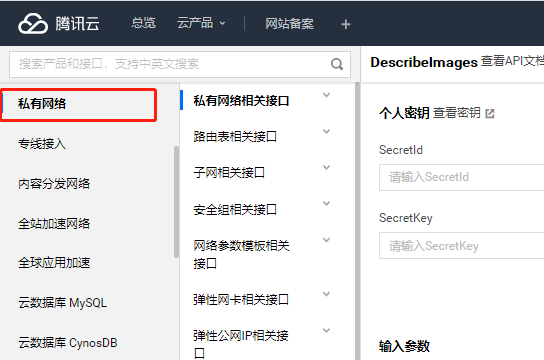 腾讯云 总览 云产品 网站备案 +
搜索产品和接口，支持中英文搜索
私有网络
专线接入
内容分发网络
全站加速网络
全球应用加速
云数据库 MySQL
云数据库 CynosDB
私有网络相关接口
路由表相关接口
子网相关接口
安全组相关接口
网络参数模板相关
接口
弹性网卡相关接口
弹性公网IP相关接
口
DescribeImages 查看API文档
个人密钥 查看密钥
SecretId
请输入SecretId
SecretKey
请输入SecretKey
输入参数